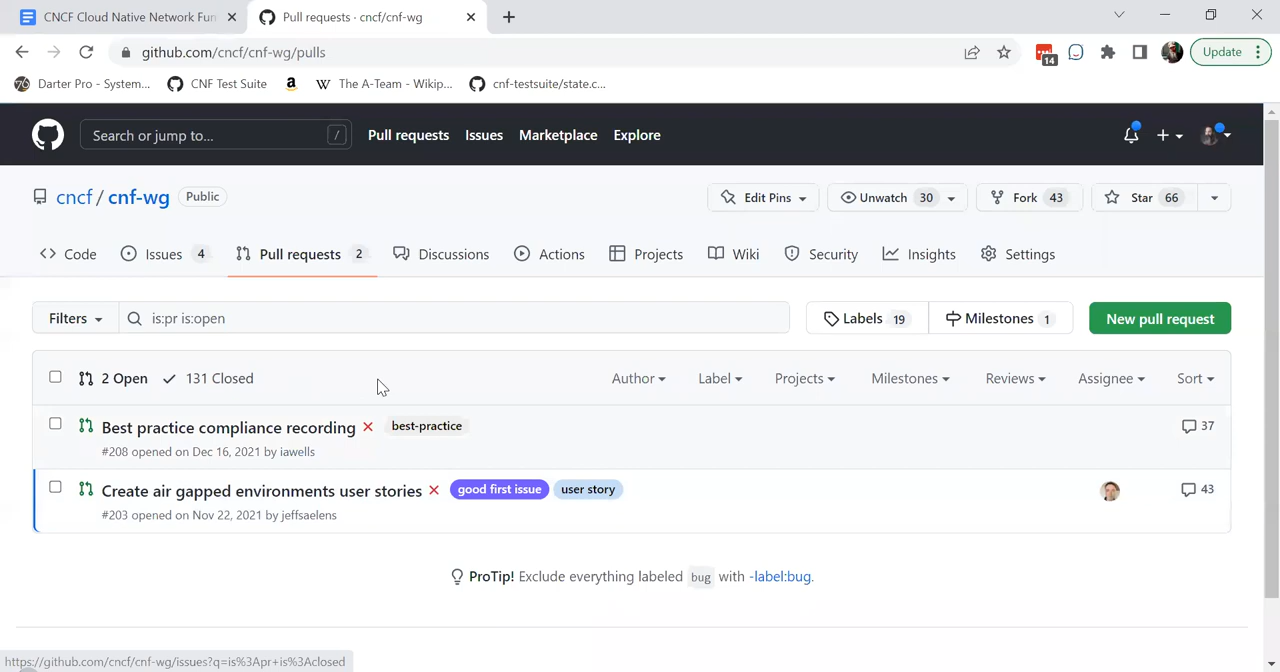 CNCF Cloud Native Network Fun
Pull requests · cncf/cnf-wg
github.com/cncf/cnf-wg/pulls
14
Update
Darter Pro - System...
CNF Test Suite
The A-Team - Wikip...
cnf-testsuite/state.c...
Search or jump to...
/
Pull requests
Issues
Marketplace
Explore
cncf / cnf-wg
Public
Edit Pins
Unwatch 30
Fork 43
Star 66
Code
Issues 4
Pull requests 2
Discussions
Actions
Projects
Wiki
Security
Insights
Settings
Filters
is:pr is:open
Labels 19
Milestones 1
New pull request
2 Open
131 Closed
Author
Label
Projects
Milestones
Reviews
Assignee
Sort
Best practice compliance recording
best-practice
37
#208 opened on Dec 16, 2021 by iawells
Create air gapped environments user stories
good first issue
user story
43
#203 opened on Nov 22, 2021 by jeffsaelens
ProTip! Exclude everything labeled bug with -label:bug.
https://github.com/cncf/cnf-wg/issues?q=is%3Apr+is%3Aclosed